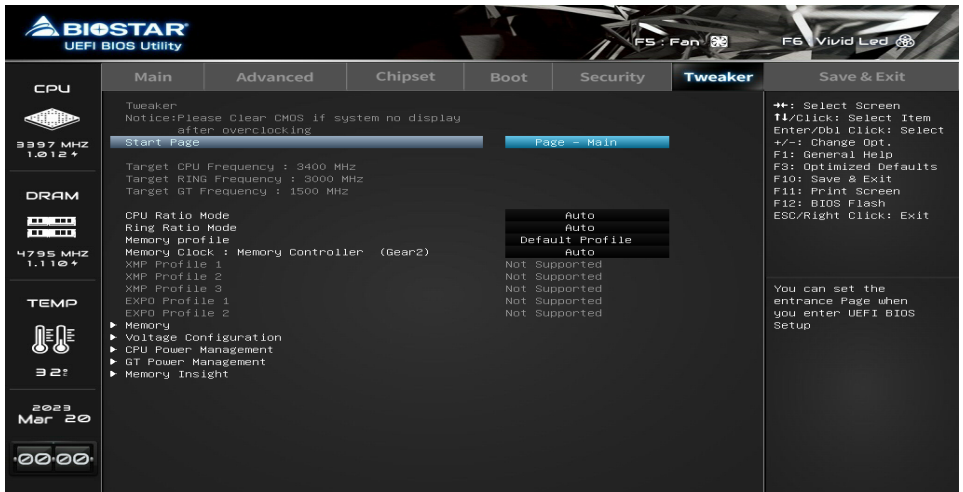 BIOSTAR®
UEFI BIOS Utility
F5 : Fan
F6 Vivid Led
Main Advanced Chipset Boot Security Tweaker Save & Exit
CPU
3397 MHZ
1.012 +
DRAM
4795 MHZ
1.110 +
TEMP
32°
2023
Mar 20
00:00
Tweaker
Notice:Please Clear CMOS if system no display
after overclocking
Start Page Page - Main
Target CPU Frequency : 3400 MHz
Target RING Frequency : 3000 MHz
Target GT Frequency : 1500 MHz
CPU Ratio Mode Auto
Ring Ratio Mode Auto
Memory profile Default Profile
Memory Clock : Memory Controller (Gear2) Auto
XMP Profile 1 Not Supported
XMP Profile 2 Not Supported
XMP Profile 3 Not Supported
EXPO Profile 1 Not Supported
EXPO Profile 2 Not Supported
▶ Memory
▶ Voltage Configuration
▶ CPU Power Management
▶ GT Power Management
▶ Memory Insight
→←: Select Screen
↑↓/Click: Select Item
Enter/Dbl Click: Select
+/-: Change Opt.
F1: General Help
F3: Optimized Defaults
F10: Save & Exit
F11: Print Screen
F12: BIOS Flash
ESC/Right Click: Exit
You can set the
entrance Page when
you enter UEFI BIOS
Setup